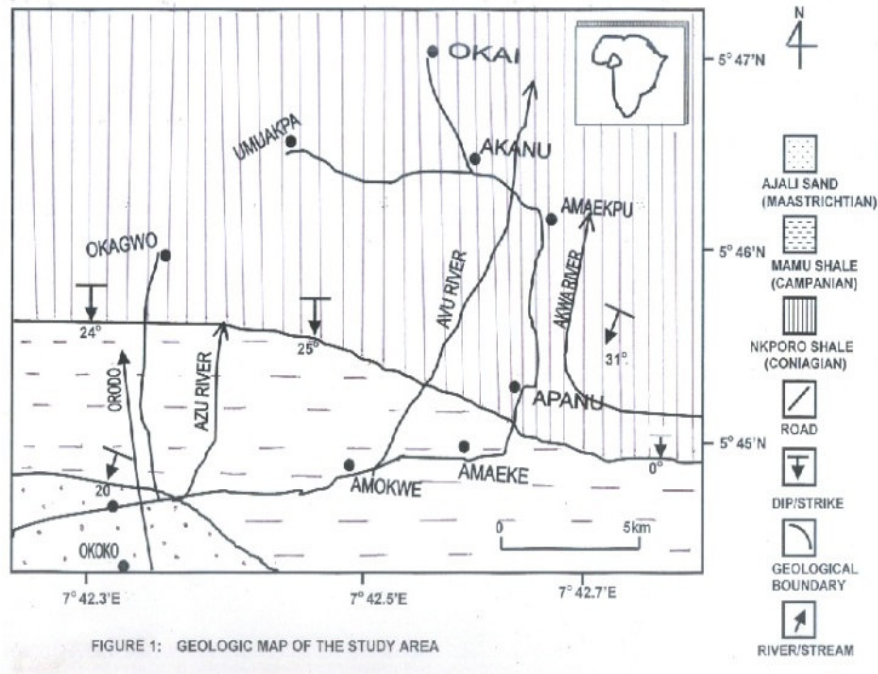 N
OKAI
5° 47'N
UMUAKPA
AKANU
AJALI SAND
(MAASTRICHTIAN)
AMAEKPU
OKAGWO
5° 46'N
MAMU SHALE
(CAMPANIAN)
AVU RIVER
AKWA RIVER
24°
25°
31°
NKPORO SHALE
(CONIAGIAN)
ORODO
AZU RIVER
APANU
ROAD
5° 45'N
AMOKWE
AMAEKE
0°
20
DIP/STRIKE
0
5km
OKOKO
GEOLOGICAL
BOUNDARY
7° 42.3'E
7° 42.5'E
7° 42.7'E
RIVER/STREAM
FIGURE 1: GEOLOGIC MAP OF THE STUDY AREA